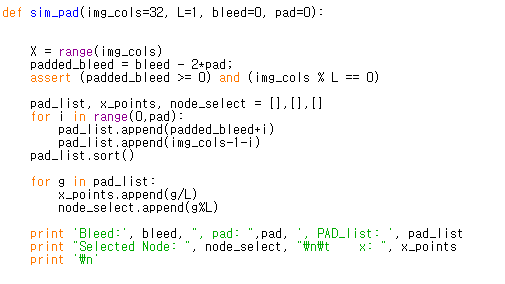 def sim_pad(img_cols=32, L=1, bleed=0, pad=0):
X = range(img_cols)
padded_bleed = bleed - 2*pad;
assert (padded_bleed >= 0) and (img_cols % L == 0)
pad_list, x_points, node_select = [],[],[]
for i in range(0,pad):
pad_list.append(padded_bleed+i)
pad_list.append(img_cols-1-i)
pad_list.sort()
for g in pad_list:
x_points.append(g/L)
node_select.append(g%L)
print 'Bleed:', bleed, ", pad: ",pad, ', PAD_list: ', pad_list
print "Selected Node: ", node_select, "₩n₩t    x: ", x_points
print '₩n'